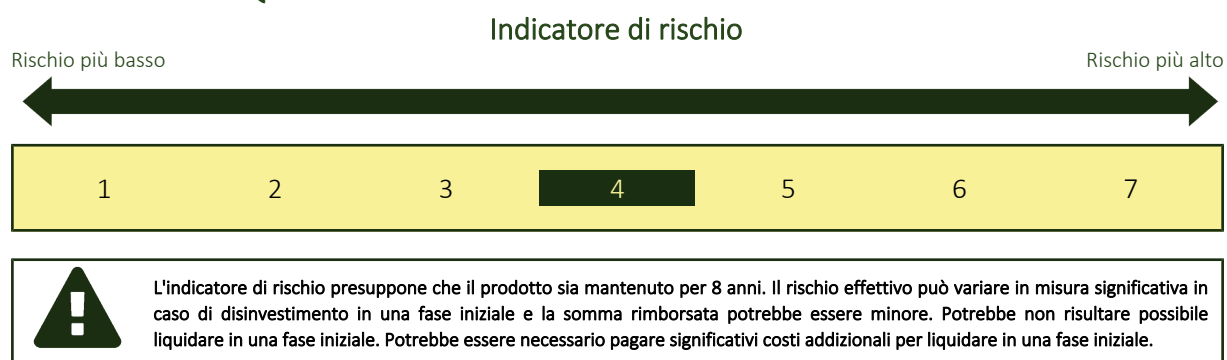 Indicatore di rischio
Rischio più basso
Rischio più alto
1 2 3 4 5 6 7
L'indicatore di rischio presuppone che il prodotto sia mantenuto per 8 anni. Il rischio effettivo può variare in misura significativa in
caso di disinvestimento in una fase iniziale e la somma rimborsata potrebbe essere minore. Potrebbe non risultare possibile
liquidare in una fase iniziale. Potrebbe essere necessario pagare significativi costi addizionali per liquidare in una fase iniziale.